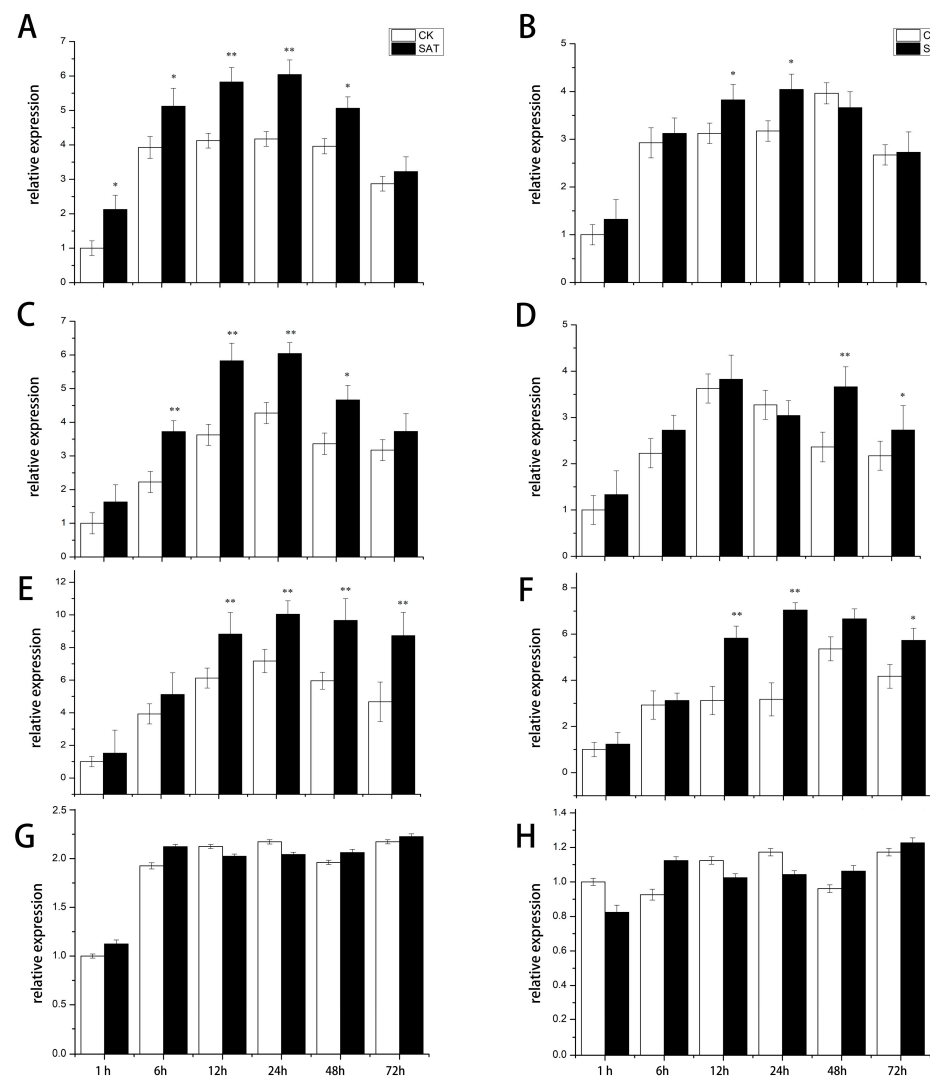 A
CK
SAT
relative expression
7
6
5
4
3
2
1
0
* * ** ** *
B
C
S
relative expression
5
4
3
2
1
0
* *
C
relative expression
7
6
5
4
3
2
1
0
** ** ** *
D
relative expression
5
4
3
2
1
0
** *
E
relative expression
12
10
8
6
4
2
0
** ** ** **
F
relative expression
8
6
4
2
0
** ** *
G
relative expression
2.5
2.0
1.5
1.0
0.5
0.0
1 h 6h 12h 24h 48h 72h
H
relative expression
1.4
1.2
1.0
0.8
0.6
0.4
0.2
0.0
1 h 6h 12h 24h 48h 72h